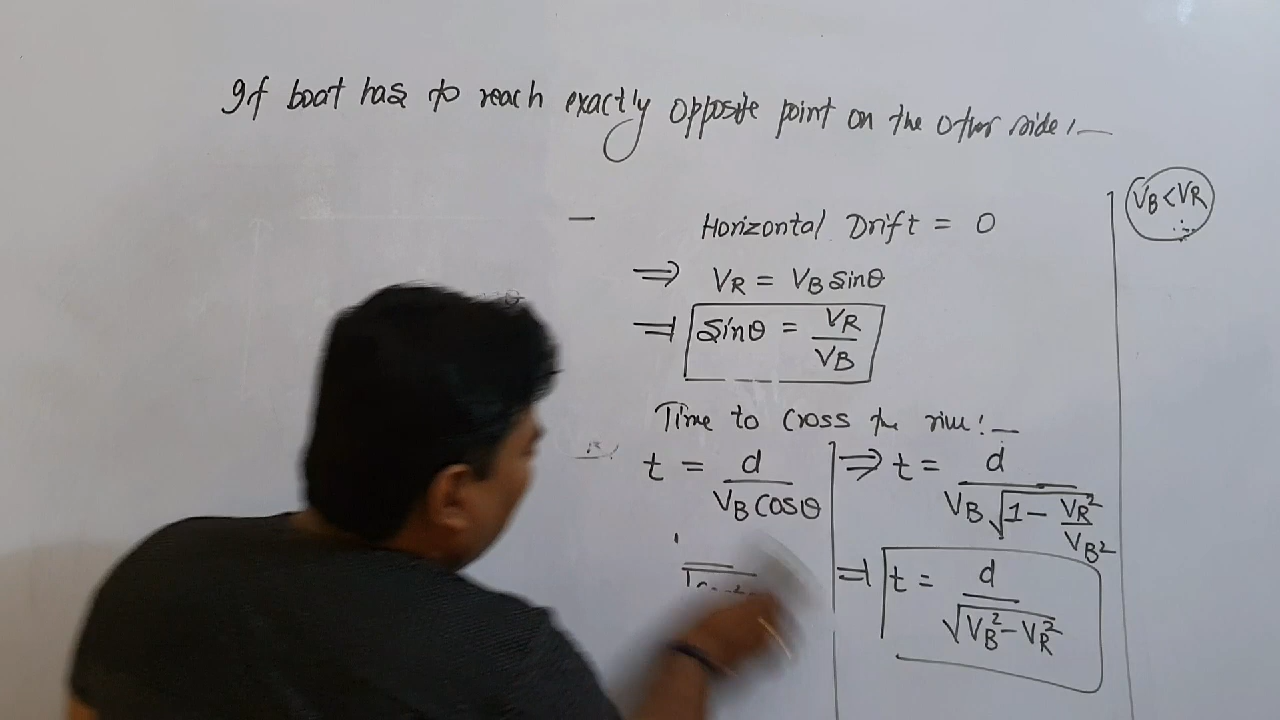 If boat has to reach exactly opposite point on the other side :—
— Horizontal Drift = 0
⇒ VR = VB sinθ
⇒ sinθ = VR/VB
Time to cross the river :—
t = d/(VB cosθ)
⇒ t = d/(VB√(1 - VR²/VB²))
⇒ t = d/√(VB² - VR²)
VB < VR